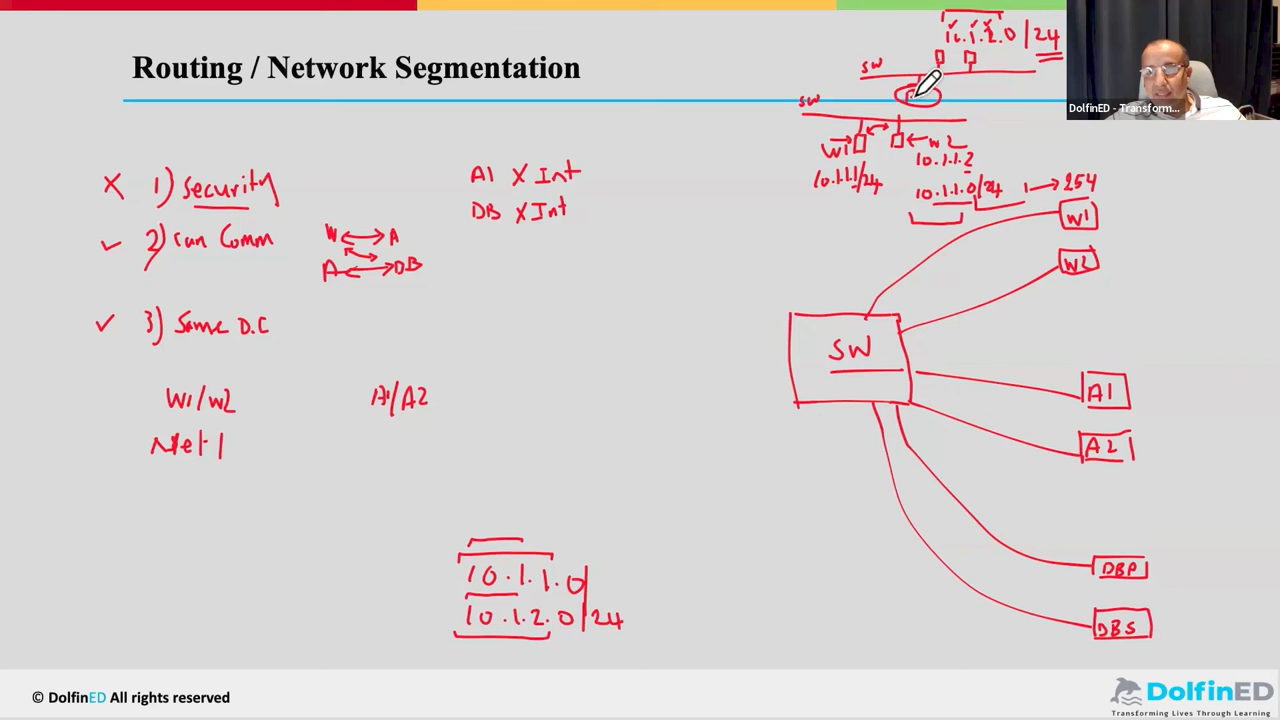 Routing / Network Segmentation
10.1.2.0/24
SW
SW
W1
W2
10.1.1.2
10.1.1.1/24
10.1.1.0/24
1 → 254
DolfinED - Transform...
X 1) Security
A1 X Int
DB X Int
✓ 2) can Comm
W ↔ A
A ↔ DB
✓ 3) Same D.C
W1/W2
A1/A2
Net1
10.1.1.0
10.1.2.0/24
SW
W1
W2
A1
A2
DBP
DBS
© DolfinED All rights reserved
DolfinED
Transforming Lives Through Learning